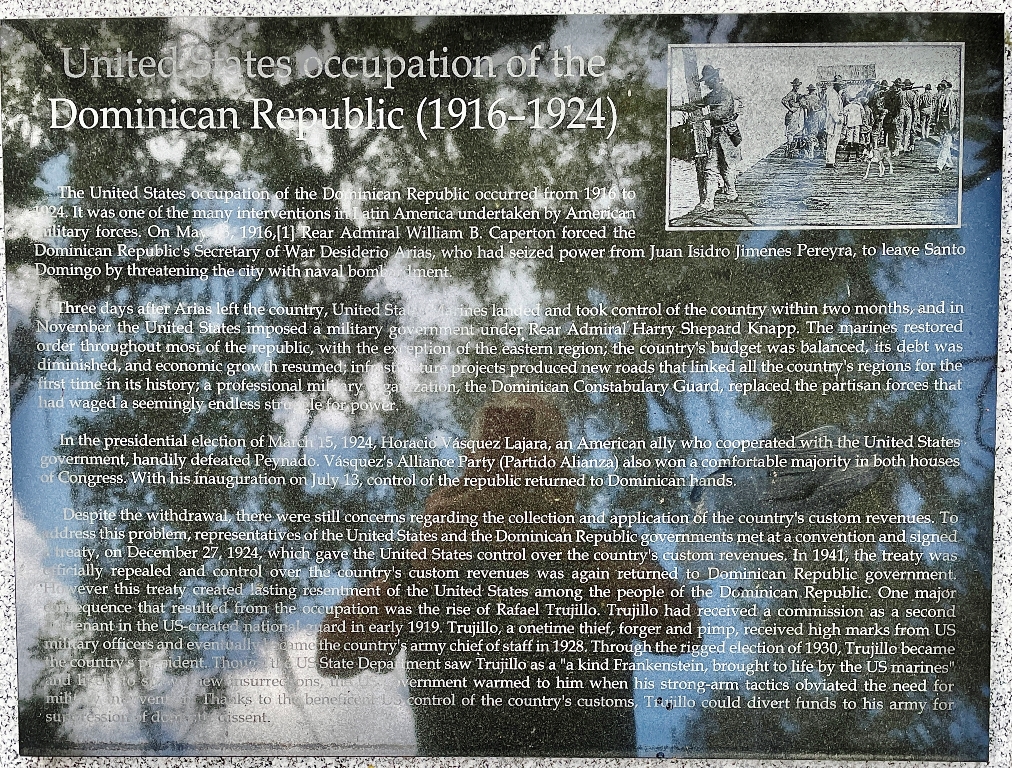 United States occupation of the
Dominican Republic (1916–1924)
The United States occupation of the Dominican Republic occurred from 1916 to
1924. It was one of the many interventions in Latin America undertaken by American
military forces. On May 1916,[1] Rear Admiral William B. Caperton forced the
Dominican Republic's Secretary of War Desiderio Arias, who had seized power from Juan Isidro Jimenes Pereyra, to leave Santo
Domingo by threatening the city with naval bombardment.
Three days after Arias left the country, United States Marines landed and took control of the country within two months, and in
November the United States imposed a military government under Rear Admiral Harry Shepard Knapp. The marines restored
order throughout most of the republic, with the exception of the eastern region; the country's budget was balanced, its debt was
diminished, and economic growth resumed; infrastructure projects produced new roads that linked all the country's regions for the
first time in its history; a professional military organization, the Dominican Constabulary Guard, replaced the partisan forces that
had waged a seemingly endless struggle for power.
In the presidential election of March 15, 1924, Horacio Vásquez Lajara, an American ally who cooperated with the United States
government, handily defeated Peynado. Vásquez's Alliance Party (Partido Alianza) also won a comfortable majority in both houses
of Congress. With his inauguration on July 13, control of the republic returned to Dominican hands.
Despite the withdrawal, there were still concerns regarding the collection and application of the country's custom revenues. To
address this problem, representatives of the United States and the Dominican Republic governments met at a convention and signed
a treaty, on December 27, 1924, which gave the United States control over the country's custom revenues. In 1941, the treaty was
officially repealed and control over the country's custom revenues was again returned to Dominican Republic government.
However this treaty created lasting resentment of the United States among the people of the Dominican Republic. One major
consequence that resulted from the occupation was the rise of Rafael Trujillo. Trujillo had received a commission as a second
lieutenant in the US-created national guard in early 1919. Trujillo, a onetime thief, forger and pimp, received high marks from US
military officers and eventually became the country's army chief of staff in 1928. Through the rigged election of 1930, Trujillo became
the country's president. Though the US State Department saw Trujillo as a "a kind Frankenstein, brought to life by the US marines"
and likely to new insurrections, government warmed to him when his strong-arm tactics obviated the need for
military intervention. Thanks to the beneficent control of the country's customs, Trujillo could divert funds to his army for
suppression of domestic dissent.